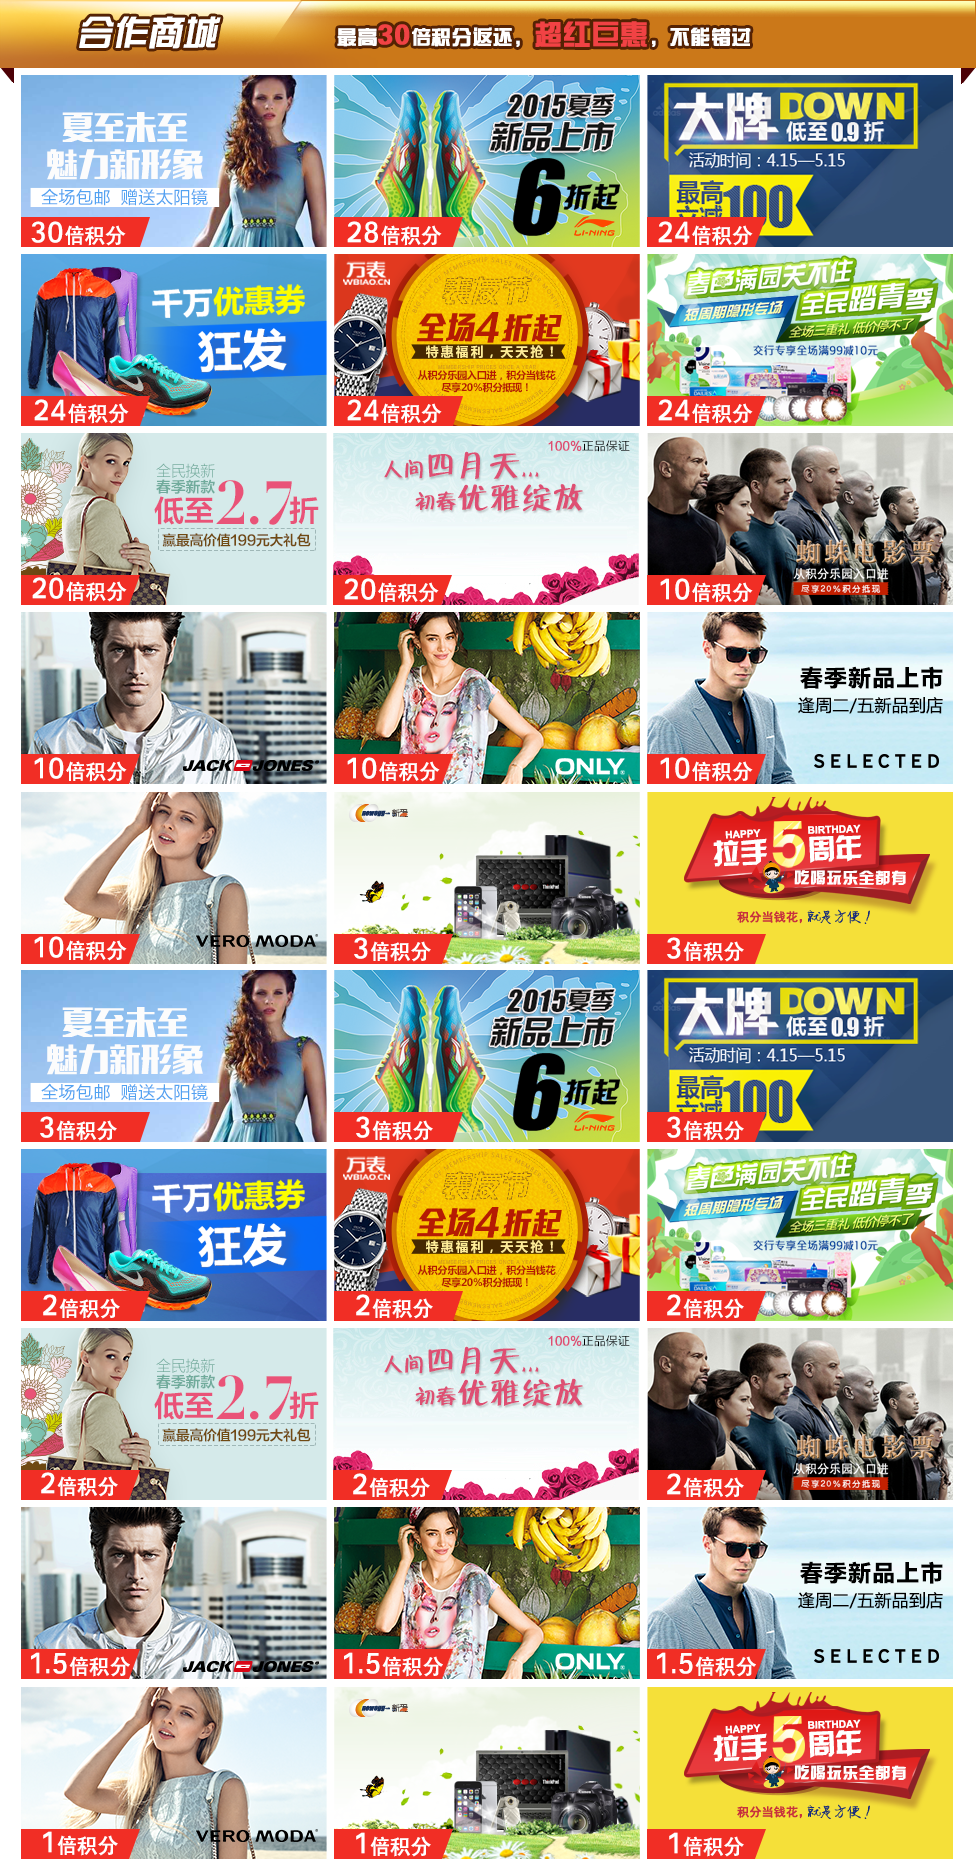 合作商城
最高30倍积分返还，超红巨惠，不能错过
夏至未至
魅力新形象
全场包邮 赠送太阳镜
30倍积分
2015夏季
新品上市
6折起
LI-NING
28倍积分
大牌DOWN
低至0.9折
活动时间：4.15—5.15
最高
立减100
24倍积分
千万优惠券
狂发
24倍积分
万表
WBIAO.CN
表友节
全场4折起
特惠福利，天天抢！
从积分乐园入口进，积分当钱花
尽享20%积分抵现！
24倍积分
春色满园关不住
短周期隐形专场
全民踏青季
全场三重礼 低价停不了
交行专享全场满99减10元
24倍积分
全民换新
春季新款
低至2.7折
赢最高价值199元大礼包
20倍积分
100%正品保证
人间四月天...
初春优雅绽放
20倍积分
蜘蛛电影票
从积分乐园入口进
尽享20%积分抵现
10倍积分
JACK JONES
10倍积分
ONLY
10倍积分
春季新品上市
逢周二/五新品到店
SELECTED
10倍积分
VERO MODA
10倍积分
newegg 新蛋
ThinkPad
3倍积分
HAPPY BIRTHDAY
拉手5周年
吃喝玩乐全都有
积分当钱花，就是方便！
3倍积分
夏至未至
魅力新形象
全场包邮 赠送太阳镜
3倍积分
2015夏季
新品上市
6折起
LI-NING
3倍积分
大牌DOWN
低至0.9折
活动时间：4.15—5.15
最高
立减100
3倍积分
千万优惠券
狂发
2倍积分
万表
WBIAO.CN
表友节
全场4折起
特惠福利，天天抢！
从积分乐园入口进，积分当钱花
尽享20%积分抵现！
2倍积分
春色满园关不住
短周期隐形专场
全民踏青季
全场三重礼 低价停不了
交行专享全场满99减10元
2倍积分
全民换新
春季新款
低至2.7折
赢最高价值199元大礼包
2倍积分
100%正品保证
人间四月天...
初春优雅绽放
2倍积分
蜘蛛电影票
从积分乐园入口进
尽享20%积分抵现
2倍积分
JACK JONES
1.5倍积分
ONLY
1.5倍积分
春季新品上市
逢周二/五新品到店
SELECTED
1.5倍积分
VERO MODA
1倍积分
newegg 新蛋
ThinkPad
1倍积分
HAPPY BIRTHDAY
拉手5周年
吃喝玩乐全都有
积分当钱花，就是方便！
1倍积分